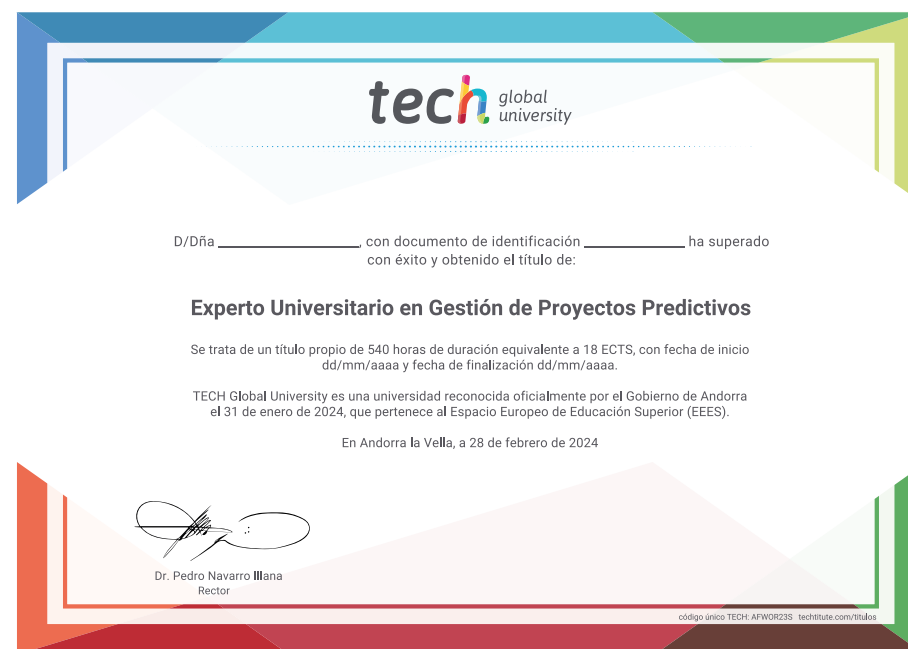 tech global university
D/Dña ______________, con documento de identificación __________ ha superado
con éxito y obtenido el título de:
Experto Universitario en Gestión de Proyectos Predictivos
Se trata de un título propio de 540 horas de duración equivalente a 18 ECTS, con fecha de inicio
dd/mm/aaaa y fecha de finalización dd/mm/aaaa.
TECH Global University es una universidad reconocida oficialmente por el Gobierno de Andorra
el 31 de enero de 2024, que pertenece al Espacio Europeo de Educación Superior (EEES).
En Andorra la Vella, a 28 de febrero de 2024
Dr. Pedro Navarro Illana
Rector
código único TECH: AFWOR23S techtitute.com/titulos